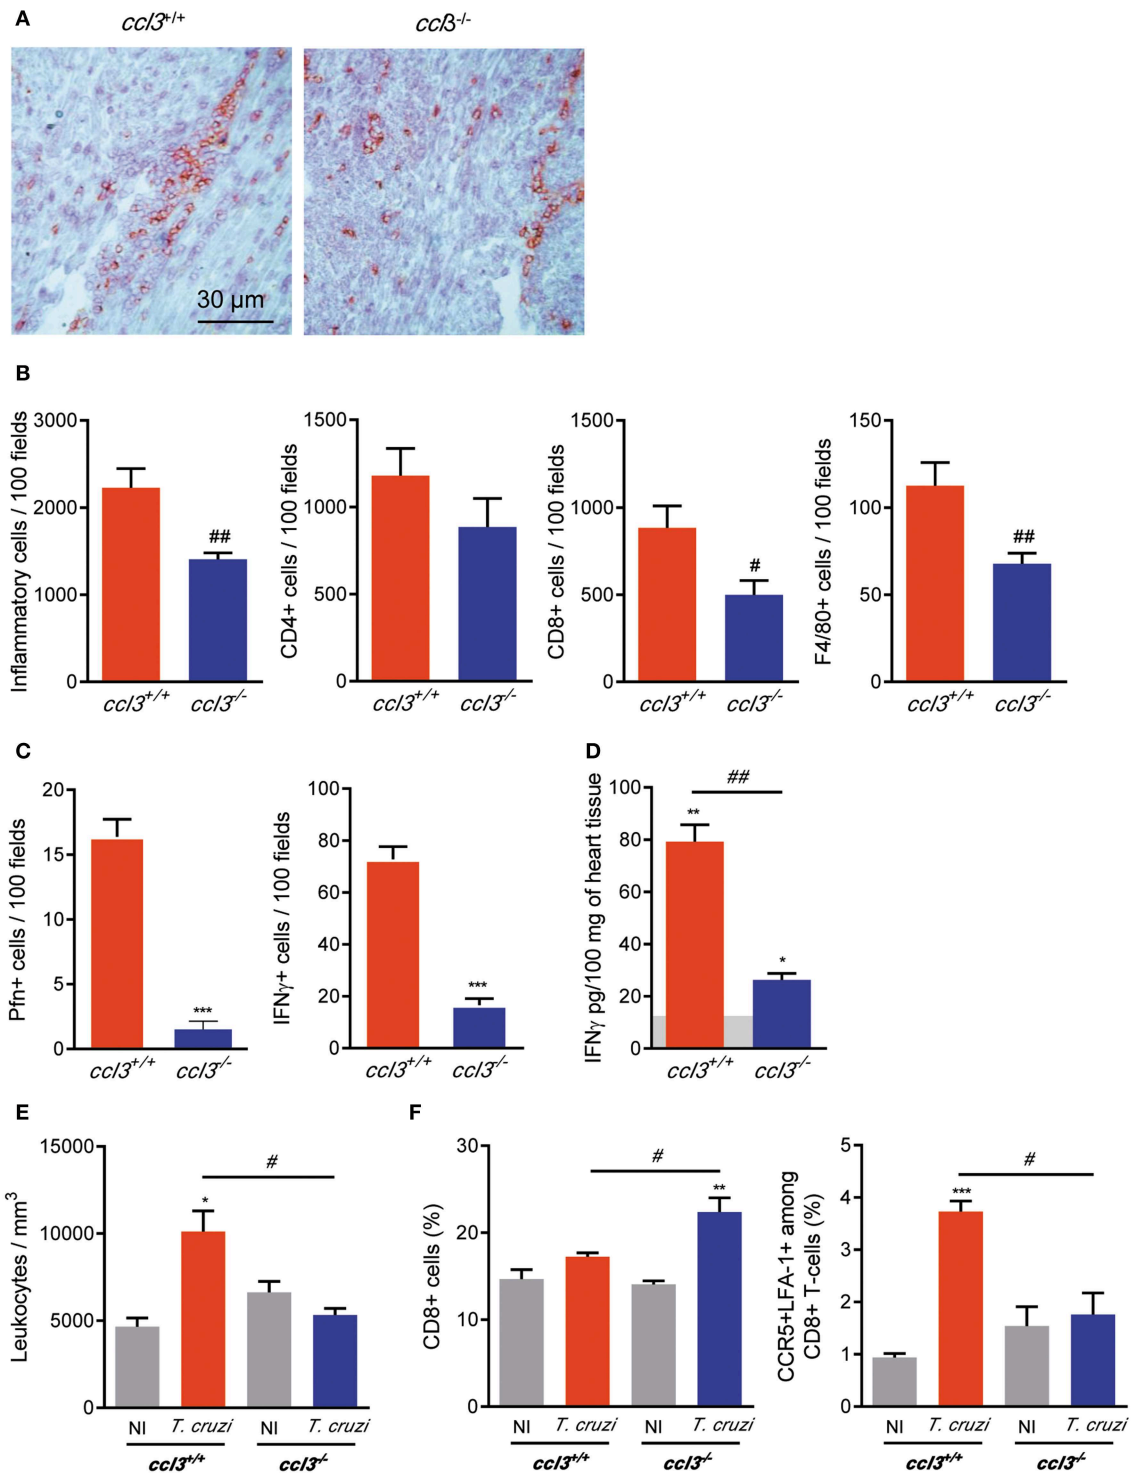 A
ccl3+/+ ccl3-/-
30 µm
B
Inflammatory cells / 100 fields
3000
2000
1000
0
##
ccl3+/+ ccl3-/-
CD4+ cells / 100 fields
1500
1000
500
0
ccl3+/+ ccl3-/-
CD8+ cells / 100 fields
1500
1000
500
0
#
ccl3+/+ ccl3-/-
F4/80+ cells / 100 fields
150
100
50
0
##
ccl3+/+ ccl3-/-
C
Pfn+ cells / 100 fields
20
15
10
5
0
***
ccl3+/+ ccl3-/-
IFNγ+ cells / 100 fields
100
80
60
40
20
0
***
ccl3+/+ ccl3-/-
D
IFNγ pg/100 mg of heart tissue
100
80
60
40
20
0
##
**
*
ccl3+/+ ccl3-/-
E
Leukocytes / mm3
15000
10000
5000
0
#
*
NI T. cruzi NI T. cruzi
ccl3+/+ ccl3-/-
F
CD8+ cells (%)
30
20
10
0
#
**
NI T. cruzi NI T. cruzi
ccl3+/+ ccl3-/-
CCR5+LFA-1+ among
CD8+ T-cells (%)
5
4
3
2
1
0
#
***
NI T. cruzi NI T. cruzi
ccl3+/+ ccl3-/-